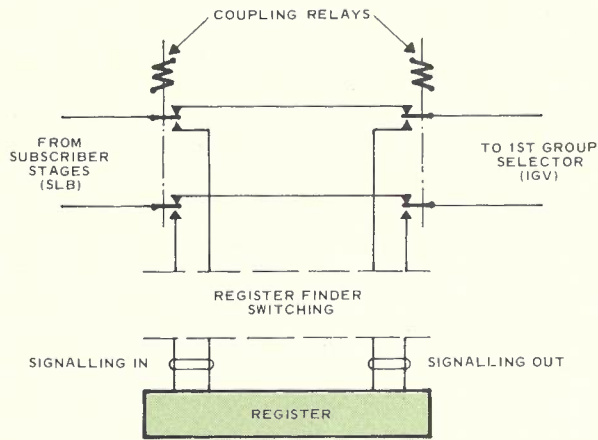 COUPLING RELAYS
FROM
SUBSCRIBER
STAGES
(SLB)
TO 1ST GROUP
SELECTOR
(IGV)
REGISTER FINDER
SWITCHING
SIGNALLING IN
SIGNALLING OUT
REGISTER